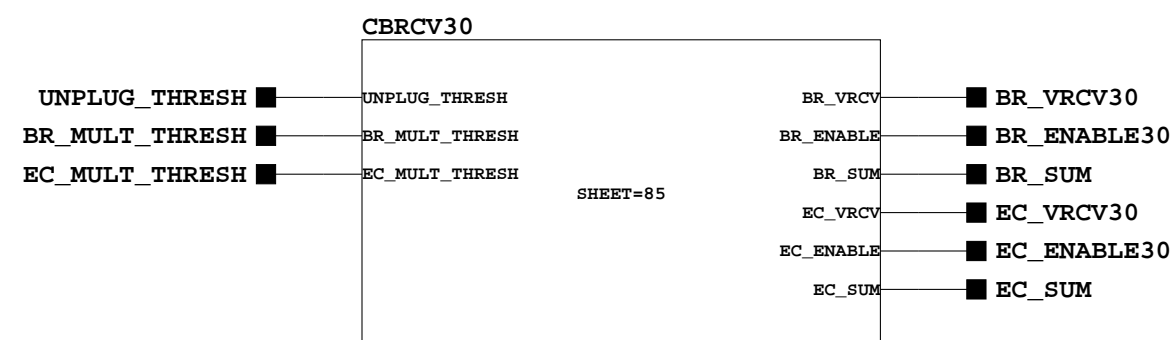 CBRCV30
UNPLUG_THRESH UNPLUG_THRESH BR_VRCV BR_VRCV30
BR_MULT_THRESH BR_MULT_THRESH BR_ENABLE BR_ENABLE30
EC_MULT_THRESH EC_MULT_THRESH BR_SUM BR_SUM
SHEET=85
EC_VRCV EC_VRCV30
EC_ENABLE EC_ENABLE30
EC_SUM EC_SUM